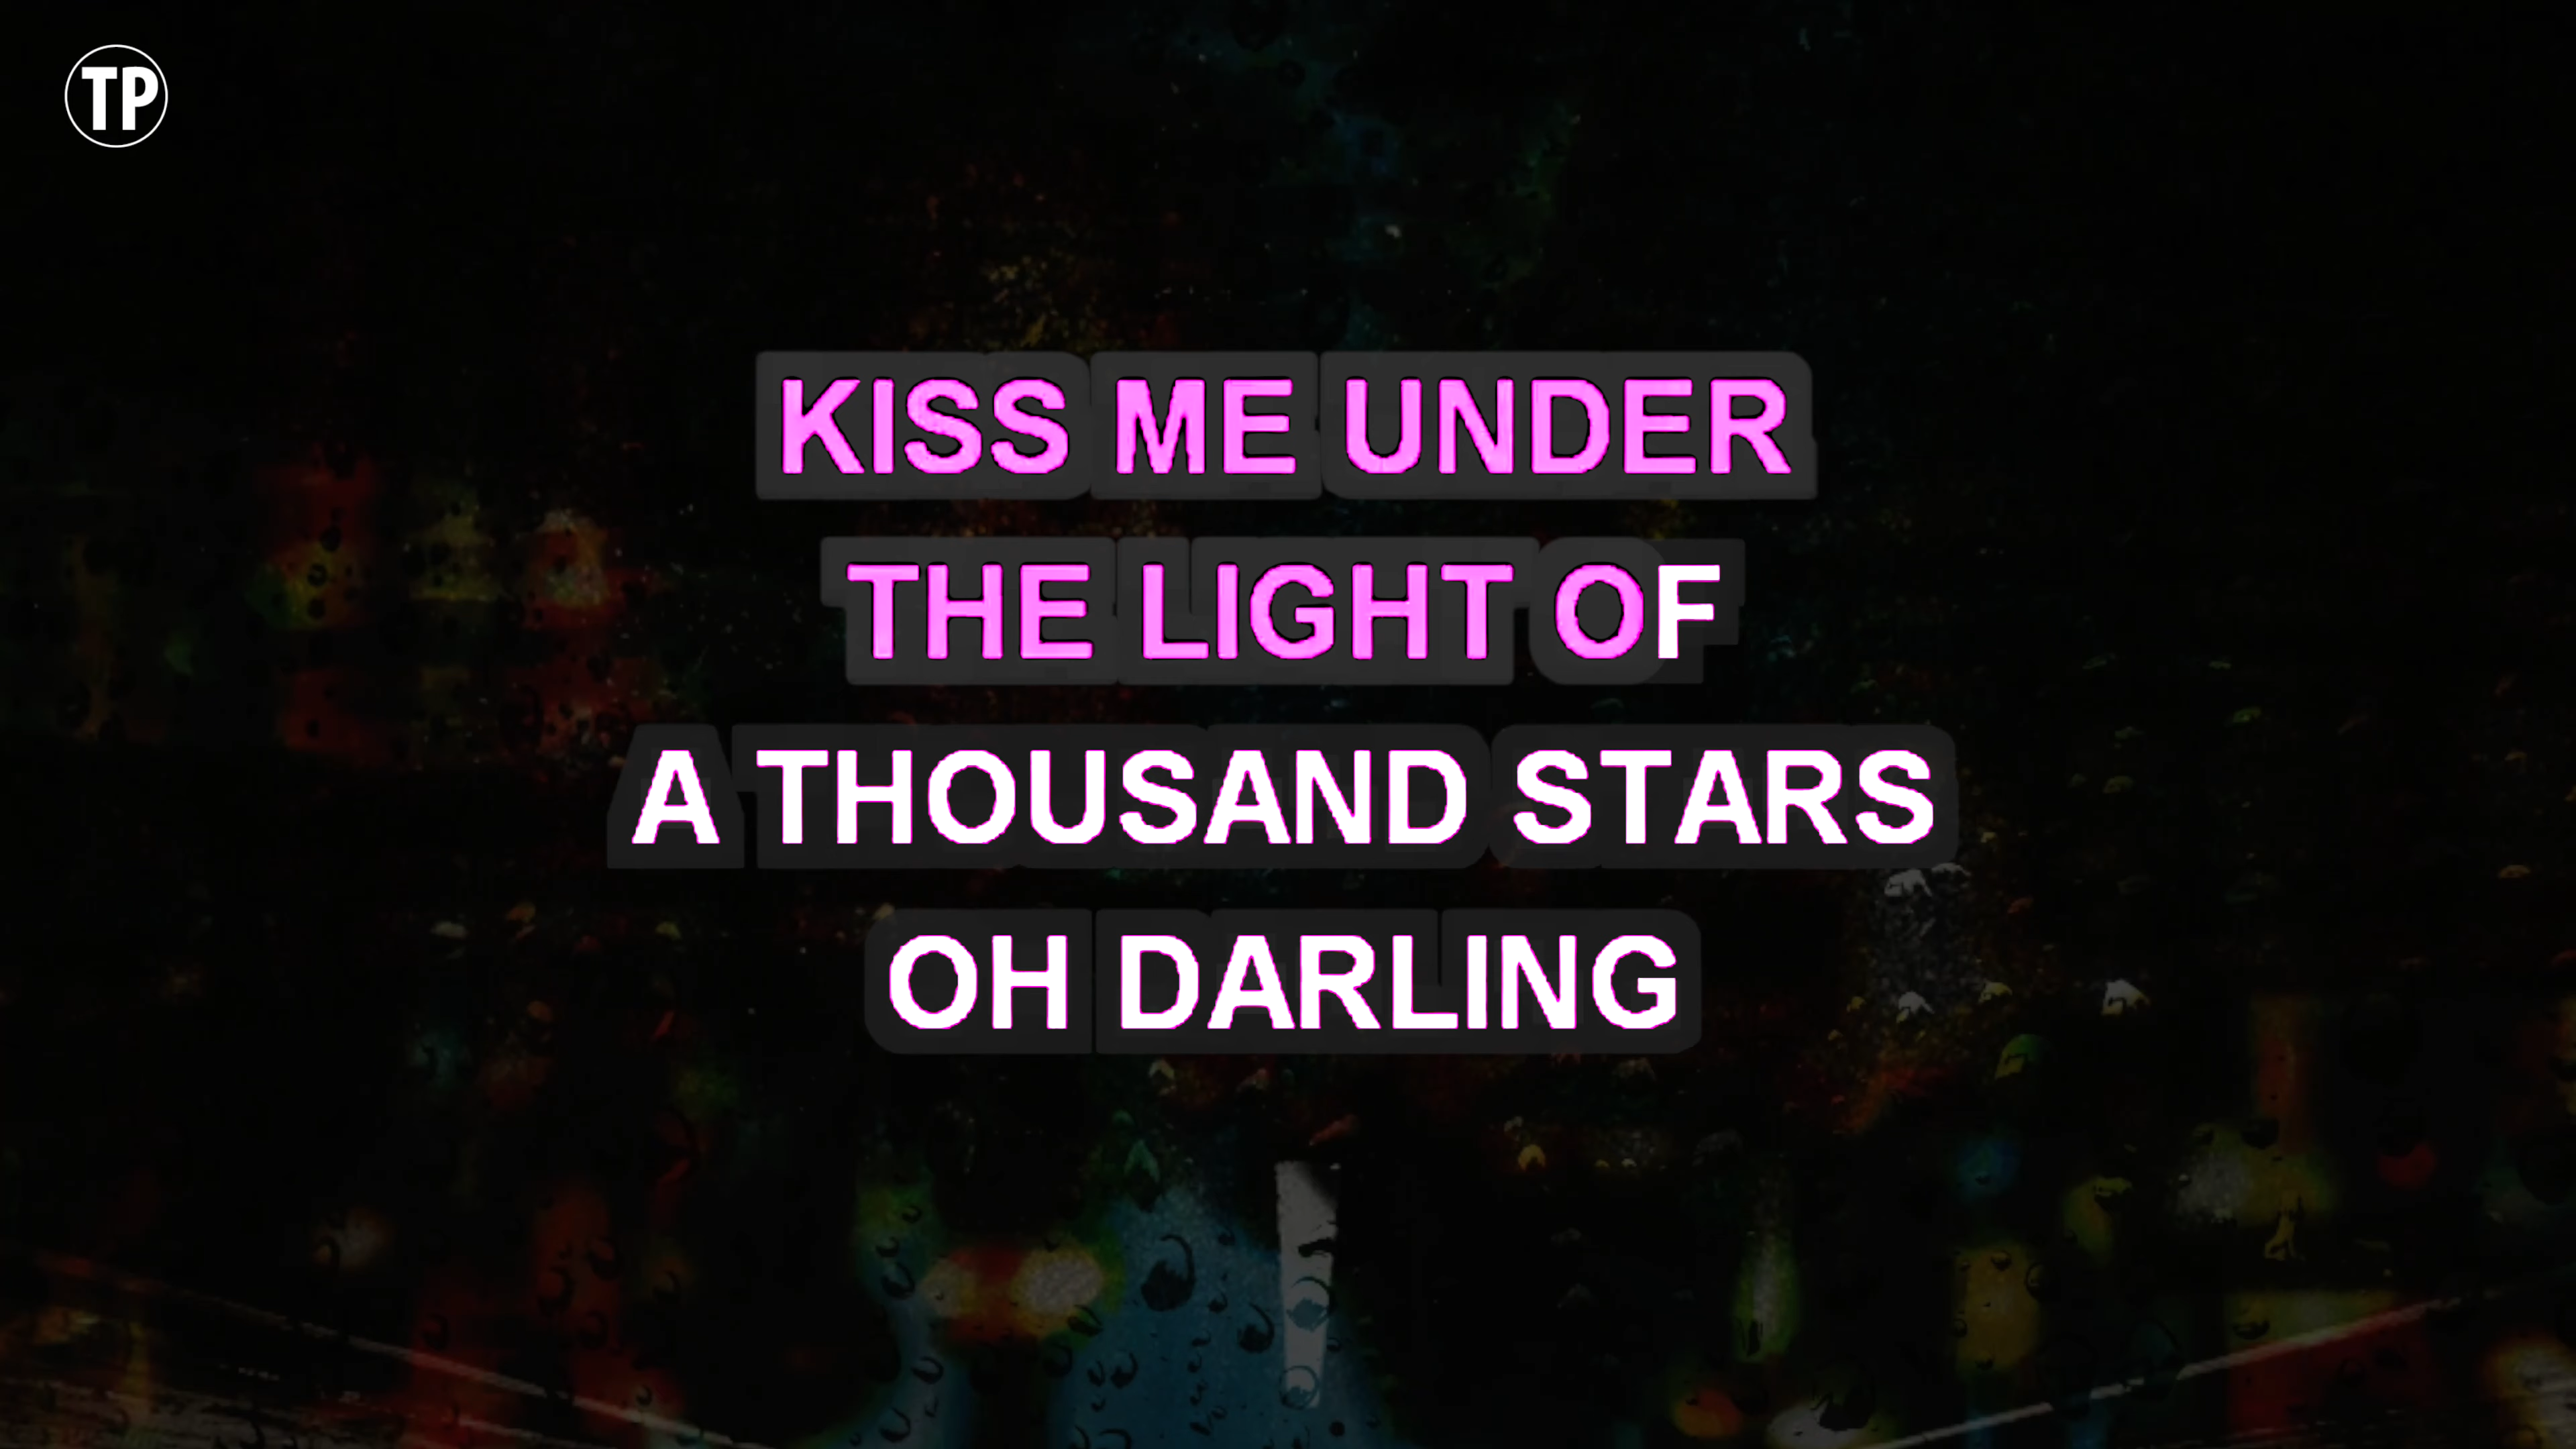 TP
KISS ME UNDER
THE LIGHT OF
A THOUSAND STARS
OH DARLING